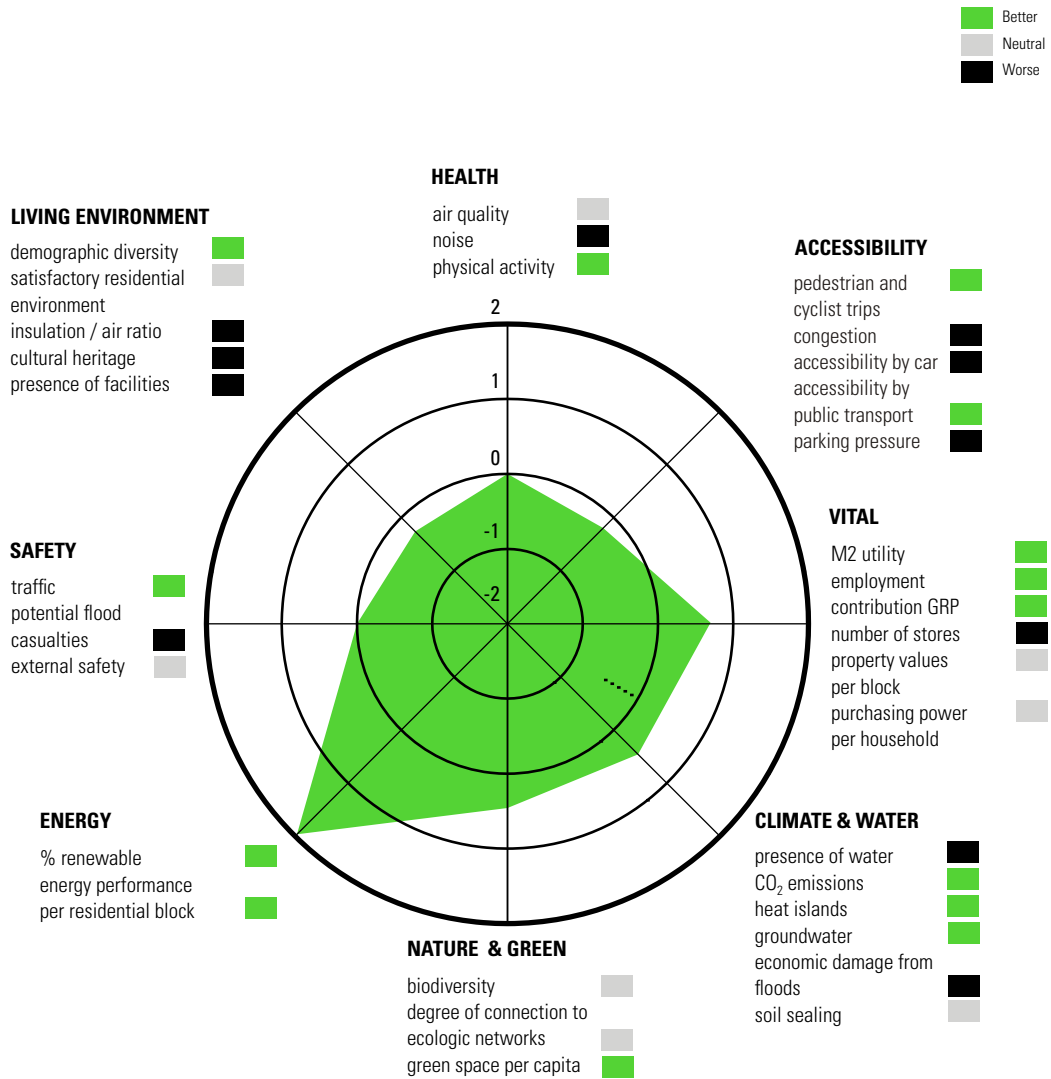 Better
Neutral
Worse
HEALTH
air quality
noise
physical activity
LIVING ENVIRONMENT
demographic diversity
satisfactory residential
environment
insulation / air ratio
cultural heritage
presence of facilities
ACCESSIBILITY
pedestrian and
cyclist trips
congestion
accessibility by car
accessibility by
public transport
parking pressure
2
1
0
-1
-2
SAFETY
traffic
potential flood
casualties
external safety
VITAL
M2 utility
employment
contribution GRP
number of stores
property values
per block
purchasing power
per household
ENERGY
% renewable
energy performance
per residential block
CLIMATE & WATER
presence of water
CO₂ emissions
heat islands
groundwater
economic damage from
floods
soil sealing
NATURE & GREEN
biodiversity
degree of connection to
ecologic networks
green space per capita